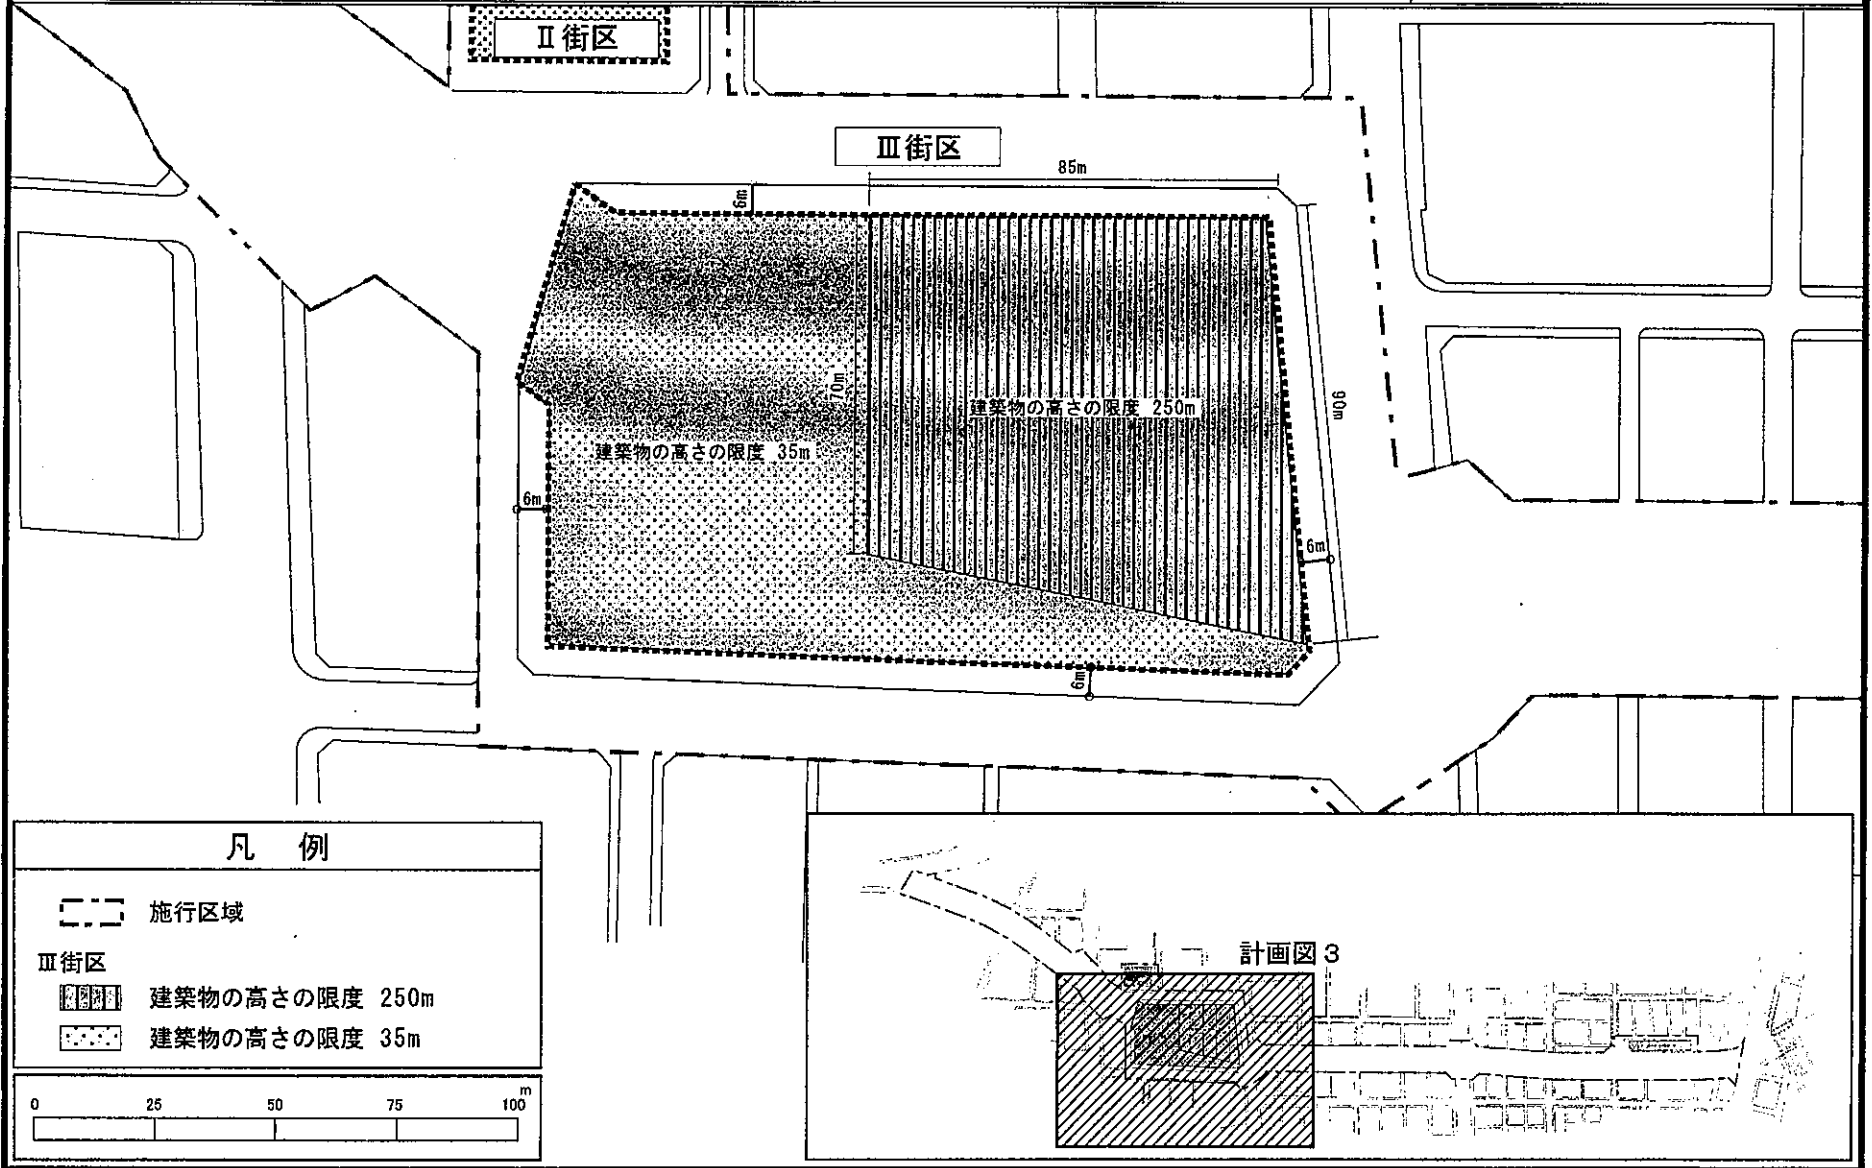 Ⅱ街区
Ⅲ街区
85m
6m
70m
建築物の高さの限度 250m
90m
建築物の高さの限度 35m
6m
6m
6m
凡 例
施行区域
Ⅲ街区
建築物の高さの限度 250m
建築物の高さの限度 35m
m
0 25 50 75 100
計画図3